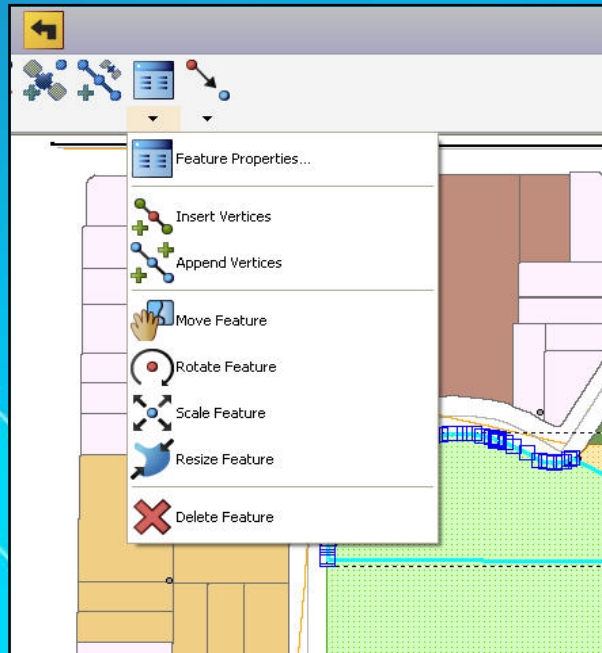 Feature Properties...
Insert Vertices
Append Vertices
Move Feature
Rotate Feature
Scale Feature
Resize Feature
Delete Feature